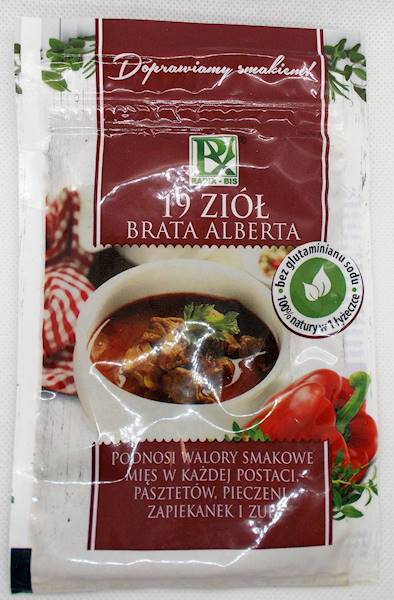 Doprawiamy smakiem!
RX
RADIX-BIS
19 ZIÓŁ
BRATA ALBERTA
bez glutaminianu sodu
100% natury w 1 łyżeczce
PODNOSI WALORY SMAKOWE
MIĘS W KAŻDEJ POSTACI,
PASZTETÓW, PIECZENI,
ZAPIEKANEK I ZUP